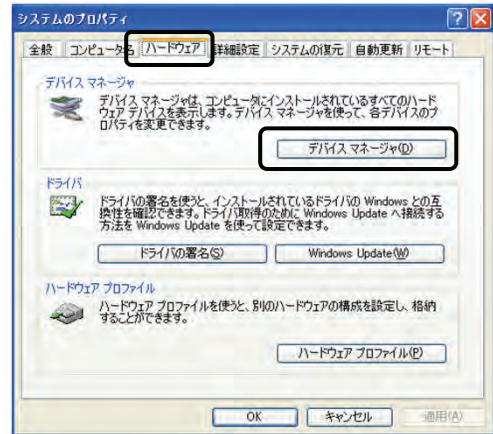 システムのプロパティ
全般 コンピュータ名 ハードウェア 詳細設定 システムの復元 自動更新 リモート
デバイス マネージャ
デバイス マネージャは、コンピュータにインストールされているすべてのハード
ウェア デバイスを表示します。デバイス マネージャを使って、各デバイスのプ
ロパティを変更できます。
デバイス マネージャ(D)
ドライバ
ドライバの署名を使うと、インストールされているドライバの Windows との互
換性を確認できます。ドライバ取得のために Windows Update へ接続する
方法を Windows Update を使って設定できます。
ドライバの署名(S) Windows Update(W)
ハードウェア プロファイル
ハードウェア プロファイルを使うと、別のハードウェアの構成を設定し、格納
することができます。
ハードウェア プロファイル(P)
OK キャンセル 適用(A)